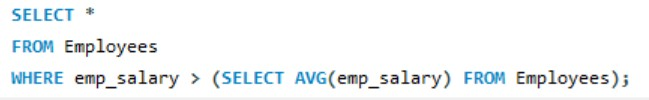 SELECT *
FROM Employees
WHERE emp_salary > (SELECT AVG(emp_salary) FROM Employees);